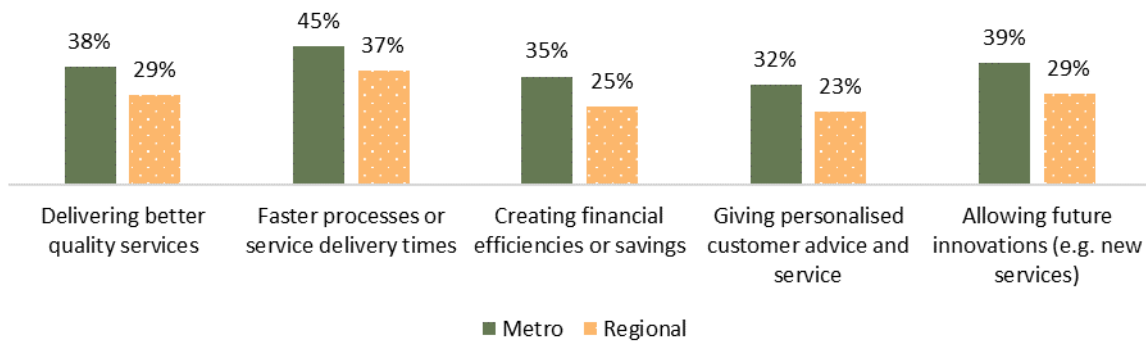 38%
29%
45%
37%
35%
25%
32%
23%
39%
29%
Delivering better
quality services
Faster processes or
service delivery times
Creating financial
efficiencies or savings
Giving personalised
customer advice and
service
Allowing future
innovations (e.g. new
services)
Metro
Regional